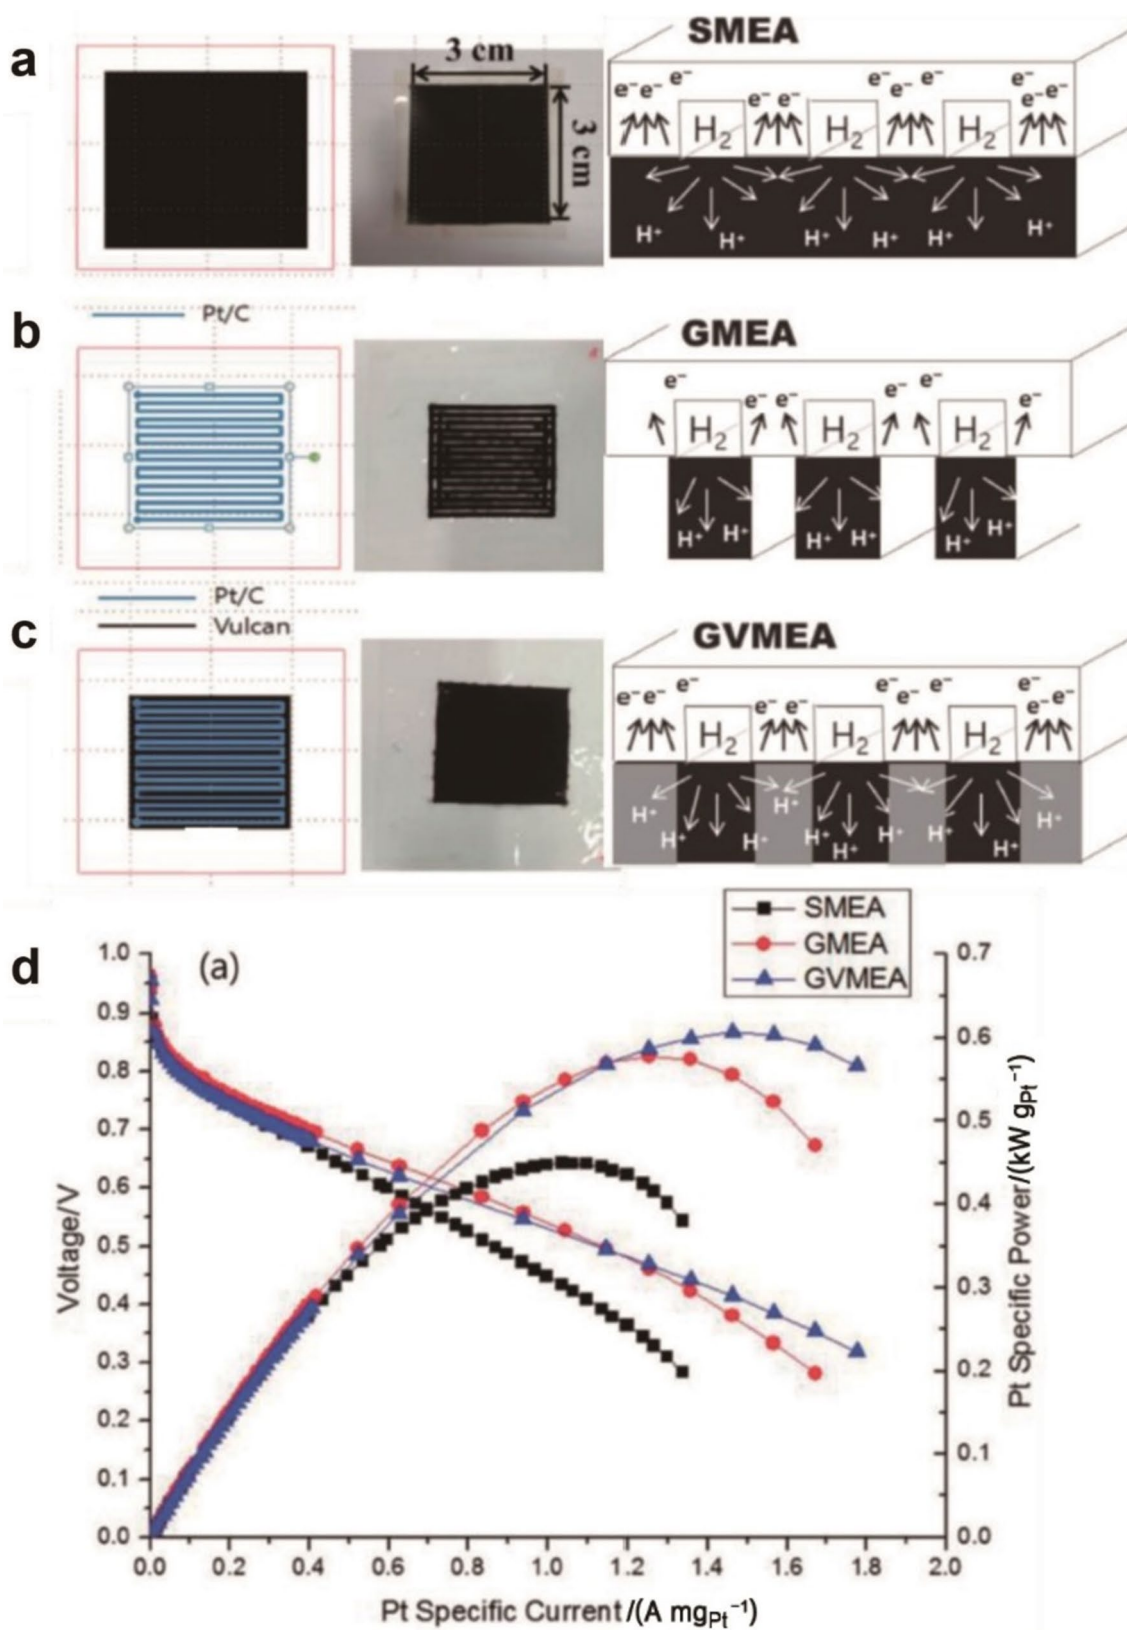 a
3 cm
3 cm
SMEA
e⁻ e⁻ e⁻ e⁻ e⁻ e⁻ e⁻ e⁻ e⁻ e⁻ e⁻
H₂ H₂ H₂
H⁺ H⁺ H⁺ H⁺ H⁺ H⁺
b
Pt/C
GMEA
e⁻ e⁻ e⁻ e⁻ e⁻ e⁻
H₂ H₂ H₂
H⁺ H⁺ H⁺ H⁺ H⁺ H⁺
c
Pt/C
Vulcan
GVMEA
e⁻ e⁻ e⁻ e⁻ e⁻ e⁻ e⁻ e⁻ e⁻ e⁻ e⁻
H₂ H₂ H₂
H⁺ H⁺ H⁺ H⁺ H⁺ H⁺ H⁺ H⁺ H⁺ H⁺
d
(a)
SMEA
GMEA
GVMEA
Voltage/V
1.0
0.9
0.8
0.7
0.6
0.5
0.4
0.3
0.2
0.1
0.0
0.7
0.6
0.5
0.4
0.3
0.2
0.1
0.0
Pt Specific Power/(kW gPt⁻¹)
0.0 0.2 0.4 0.6 0.8 1.0 1.2 1.4 1.6 1.8 2.0
Pt Specific Current/(A mgPt⁻¹)